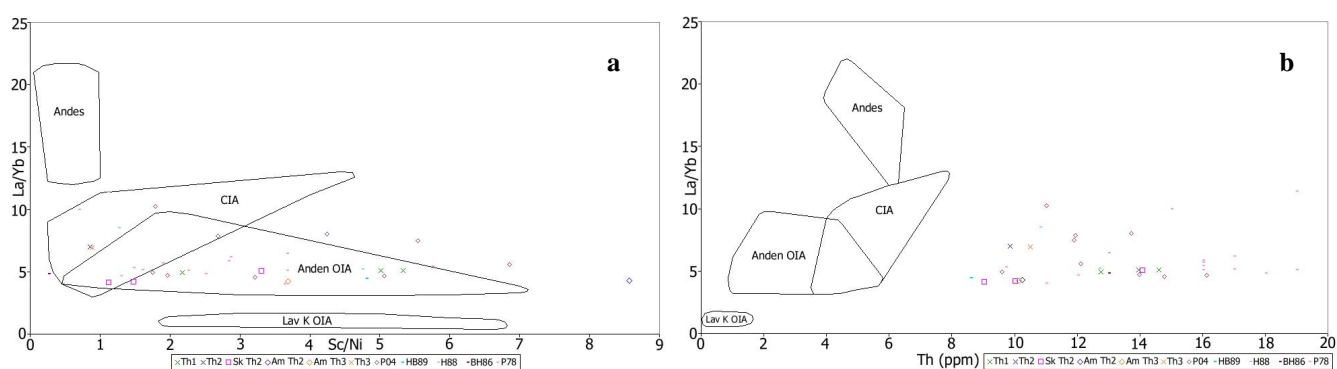 25
20
15
10
5
0
La/Yb
a
Andes
CIA
Anden OIA
Lav K OIA
0 1 2 3 4 5 6 7 8 9
Sc/Ni
Th1 Th2 Sk Th2 Am Th2 Am Th3 Th3 P04 HB89 H88 BH86 P78
25
20
15
10
5
0
La/Yb
b
Andes
CIA
Anden OIA
Lav K OIA
0 2 4 6 8 10 12 14 16 18 20
Th (ppm)
Th1 Th2 Sk Th2 Am Th2 Am Th3 Th3 P04 HB89 H88 BH86 P78